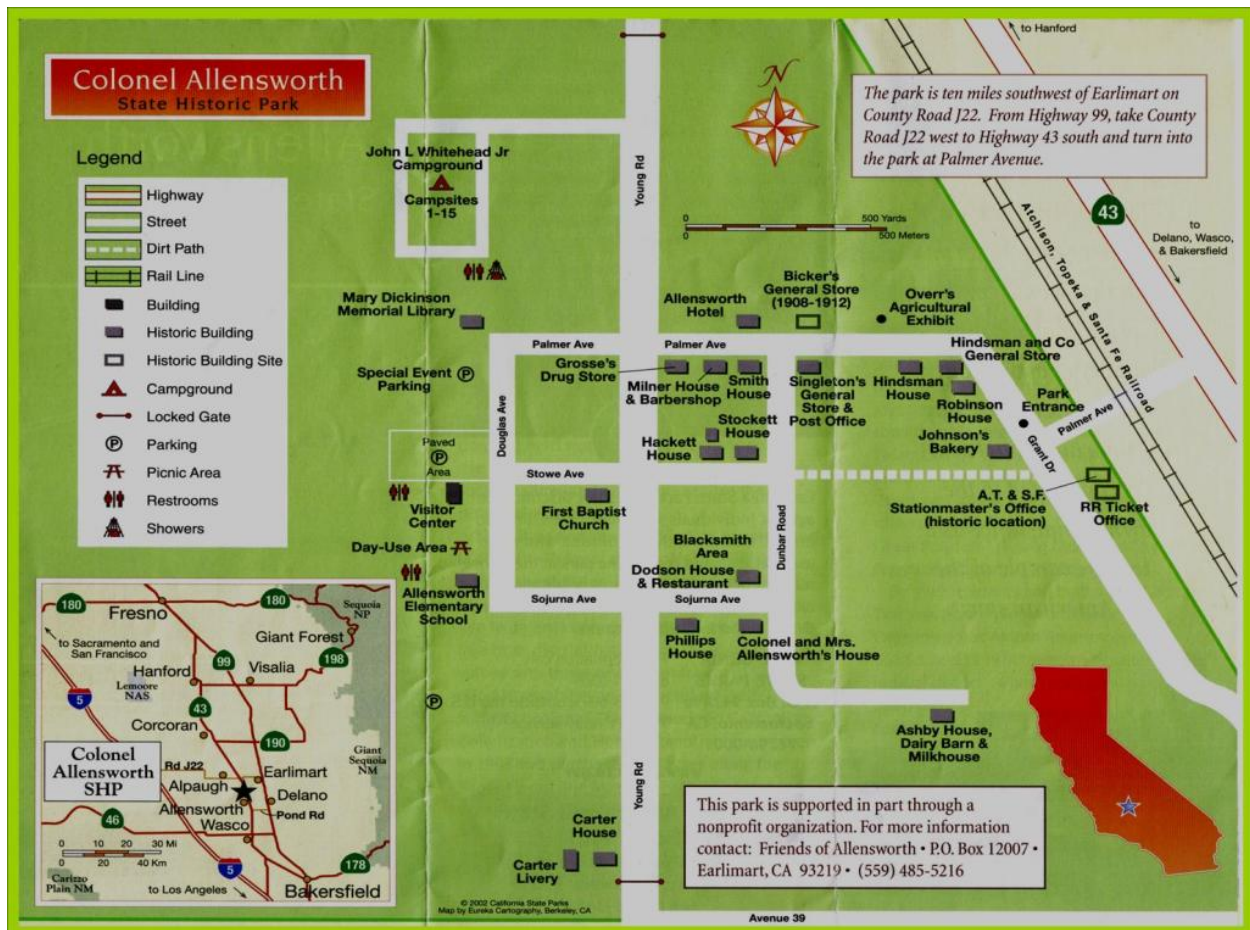 Colonel Allensworth
State Historic Park
Legend
Highway
Street
Dirt Path
Rail Line
Building
Historic Building
Historic Building Site
Campground
Locked Gate
P
Parking
Picnic Area
Restrooms
Showers
N
to Hanford
The park is ten miles southwest of Earlimart on
County Road J22. From Highway 99, take County
Road J22 west to Highway 43 south and turn into
the park at Palmer Avenue.
43
to
Delano, Wasco,
& Bakersfield
Atchison, Topeka & Santa Fe Railroad
John L Whitehead Jr
Campground
Campsites
1-15
Young Rd
0 500 Yards
0 500 Meters
Mary Dickinson
Memorial Library
Allensworth
Hotel
Bicker's
General Store
(1908-1912)
Overr's
Agricultural
Exhibit
Palmer Ave
Palmer Ave
Hindsman and Co
General Store
Special Event
Parking
P
Grosse's
Drug Store
Milner House
& Barbershop
Smith
House
Singleton's
General
Store &
Post Office
Hindsman
House
Robinson
House
Park
Entrance
Palmer Ave
Douglas Ave
Stockett
House
Hackett
House
Johnson's
Bakery
Grant Dr
Paved
P
Area
Stowe Ave
Visitor
Center
First Baptist
Church
Dunbar Road
A.T. & S.F.
Stationmaster's Office
(historic location)
RR Ticket
Office
Day-Use Area
Blacksmith
Area
Dodson House
& Restaurant
Allensworth
Elementary
School
Sojurna Ave
Sojurna Ave
Phillips
House
Colonel and Mrs.
Allensworth's House
P
Ashby House,
Dairy Barn &
Milkhouse
Young Rd
Carter
House
Carter
Livery
This park is supported in part through a
nonprofit organization. For more information
contact: Friends of Allensworth • P.O. Box 12007 •
Earlimart, CA 93219 • (559) 485-5216
Avenue 39
© 2002 California State Parks
Map by Eureka Cartography, Berkeley, CA
180
180
Fresno
Sequoia
NP
Giant Forest
to Sacramento and
San Francisco
99
198
Hanford
Visalia
Lemoore
NAS
5
43
Corcoran
190
Giant
Sequoia
NM
Colonel
Allensworth
SHP
Rd J22
Earlimart
Alpaugh
Allensworth
Delano
Pond Rd
Wasco
46
0 10 20 30 Mi
0 20 40 Km
5
178
Carizzo
Plain NM
to Los Angeles
Bakersfield